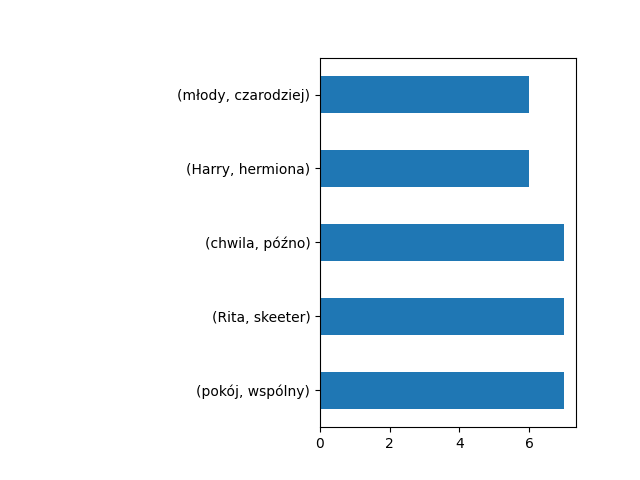 (młody, czarodziej)
(Harry, hermiona)
(chwila, późno)
(Rita, skeeter)
(pokój, wspólny)
0 2 4 6